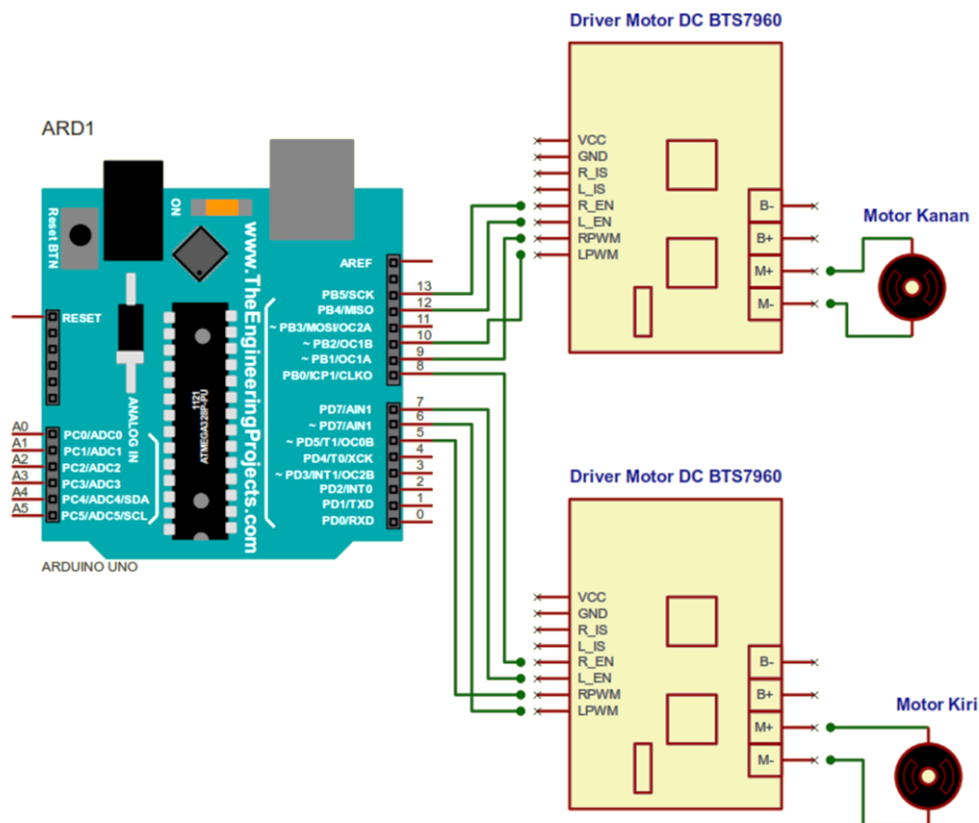 Driver Motor DC BTS7960
VCC
GND
R_IS
L_IS
R_EN
L_EN
RPWM
LPWM
B-
B+
M+
M-
Motor Kanan
ARD1
Reset BTN
ON
www.TheEngineeringProjects.com
AREF
PB5/SCK 13
PB4/MISO 12
~ PB3/MOSI/OC2A 11
~ PB2/OC1B 10
~ PB1/OC1A 9
PB0/ICP1/CLKO 8
PD7/AIN1 7
~ PD7/AIN1 6
~ PD5/T1/OC0B 5
PD4/T0/XCK 4
~ PD3/INT1/OC2B 3
PD2/INT0 2
PD1/TXD 1
PD0/RXD 0
RESET
ANALOG IN
1121
ATMEGA328P-PU
A0 PC0/ADC0
A1 PC1/ADC1
A2 PC2/ADC2
A3 PC3/ADC3
A4 PC4/ADC4/SDA
A5 PC5/ADC5/SCL
ARDUINO UNO
Driver Motor DC BTS7960
VCC
GND
R_IS
L_IS
R_EN
L_EN
RPWM
LPWM
B-
B+
M+
M-
Motor Kiri